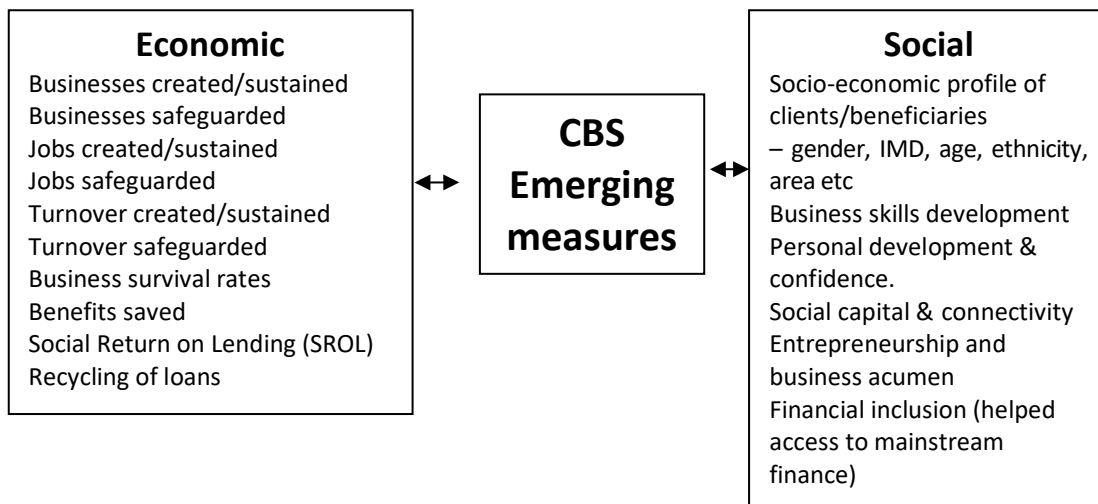 Economic
Businesses created/sustained
Businesses safeguarded
Jobs created/sustained
Jobs safeguarded
Turnover created/sustained
Turnover safeguarded
Business survival rates
Benefits saved
Social Return on Lending (SROL)
Recycling of loans
CBS
Emerging
measures
Social
Socio-economic profile of
clients/beneficiaries
– gender, IMD, age, ethnicity,
area etc
Business skills development
Personal development &
confidence.
Social capital & connectivity
Entrepreneurship and
business acumen
Financial inclusion (helped
access to mainstream
finance)